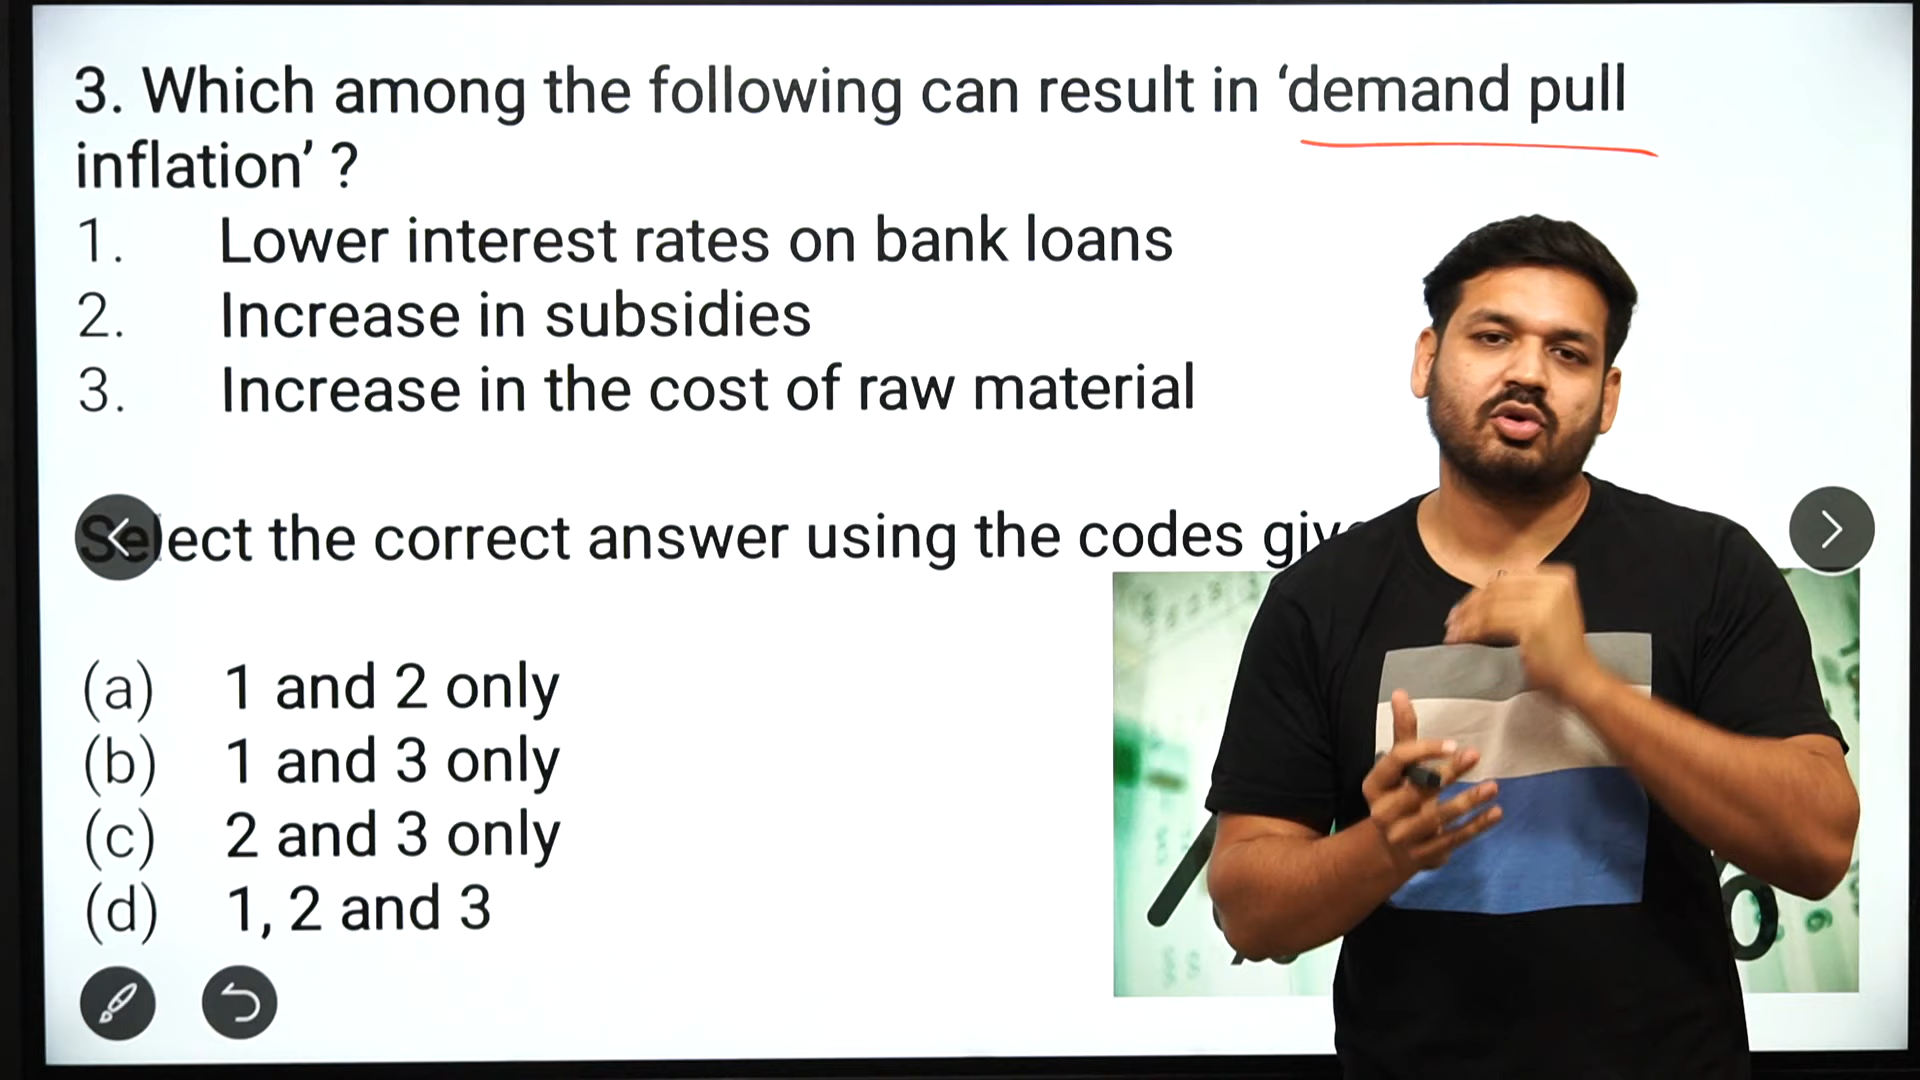 3. Which among the following can result in ‘demand pull
inflation’ ?
1. Lower interest rates on bank loans
2. Increase in subsidies
3. Increase in the cost of raw material
Select the correct answer using the codes
(a) 1 and 2 only
(b) 1 and 3 only
(c) 2 and 3 only
(d) 1, 2 and 3